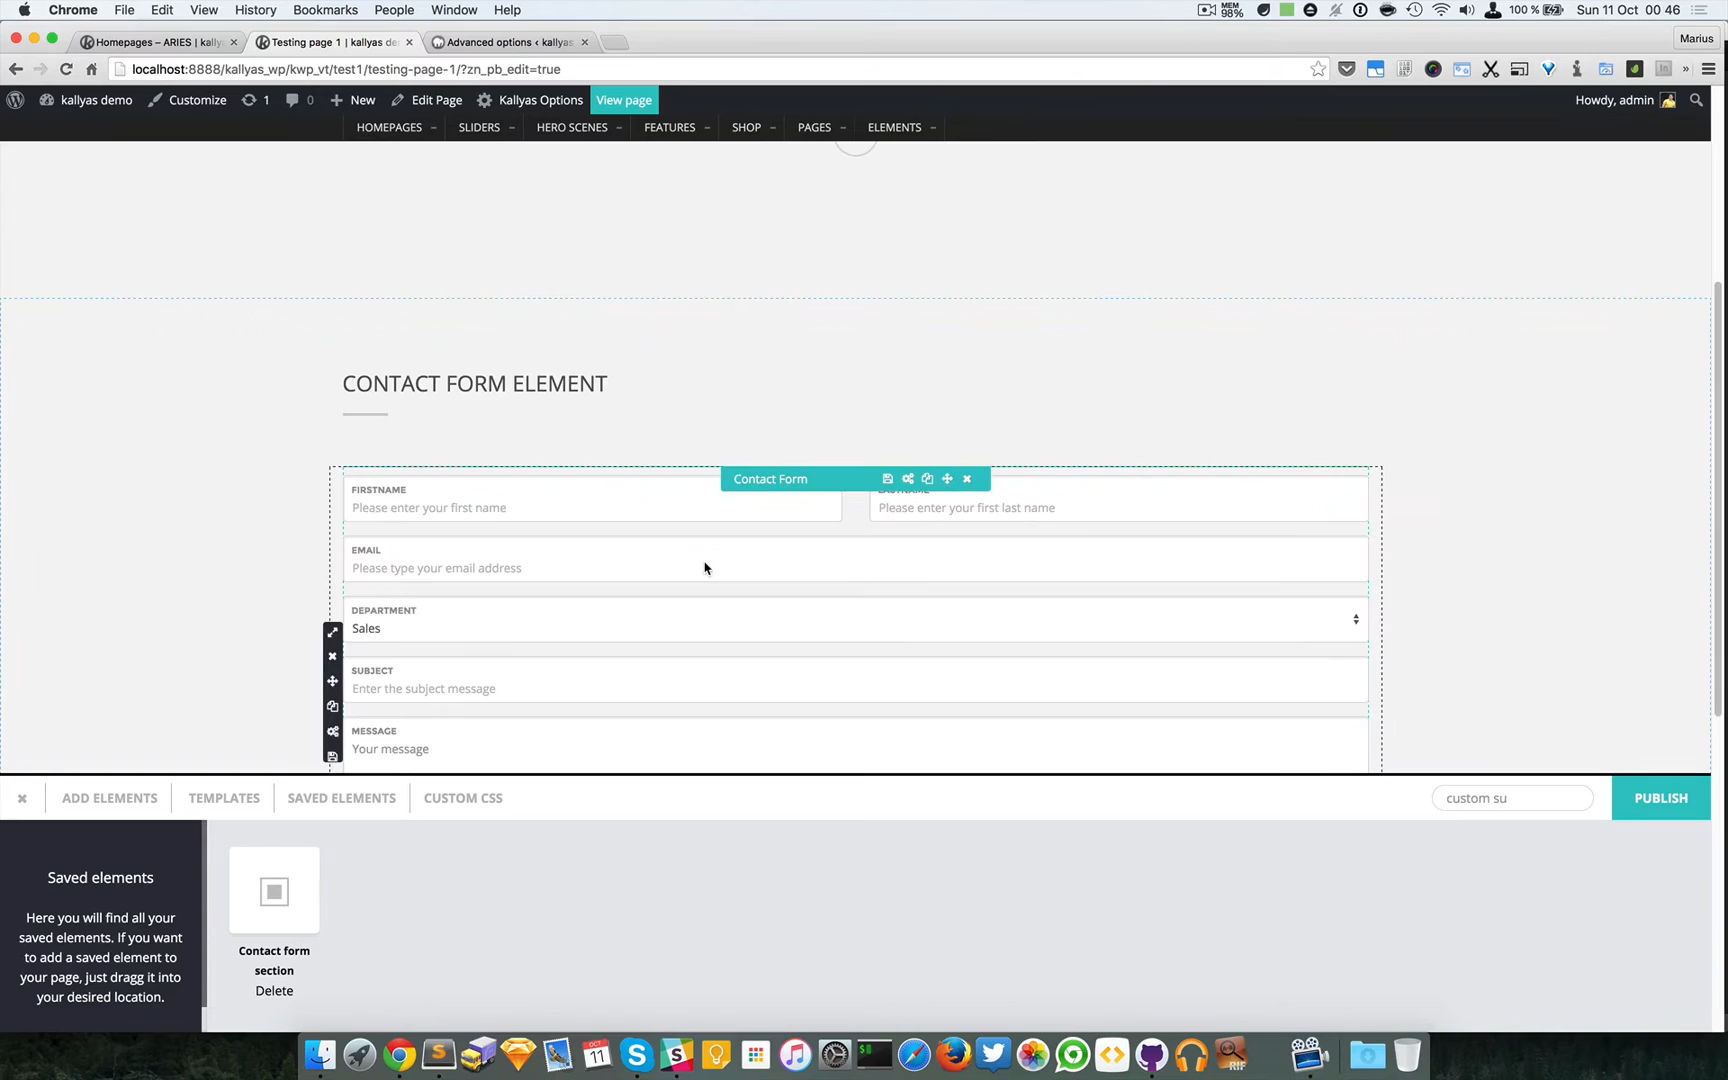 Chrome File Edit View History Bookmarks People Window Help MEM 98% 100 % Sun 11 Oct 00 46
Homepages – ARIES | kally Testing page 1 | kallyas de Advanced options ‹ kallyas Marius
localhost:8888/kallyas_wp/kwp_vt/test1/testing-page-1/?zn_pb_edit=true
kallyas demo Customize 1 0 New Edit Page Kallyas Options View page Howdy, admin
HOMEPAGES SLIDERS HERO SCENES FEATURES SHOP PAGES ELEMENTS
CONTACT FORM ELEMENT
Contact Form
FIRSTNAME LASTNAME
Please enter your first name Please enter your first last name
EMAIL
Please type your email address
DEPARTMENT
Sales
SUBJECT
Enter the subject message
MESSAGE
Your message
ADD ELEMENTS TEMPLATES SAVED ELEMENTS CUSTOM CSS custom su PUBLISH
Saved elements
Here you will find all your
saved elements. If you want
to add a saved element to
your page, just dragg it into
your desired location.
Contact form
section
Delete
OCT
11
RIF